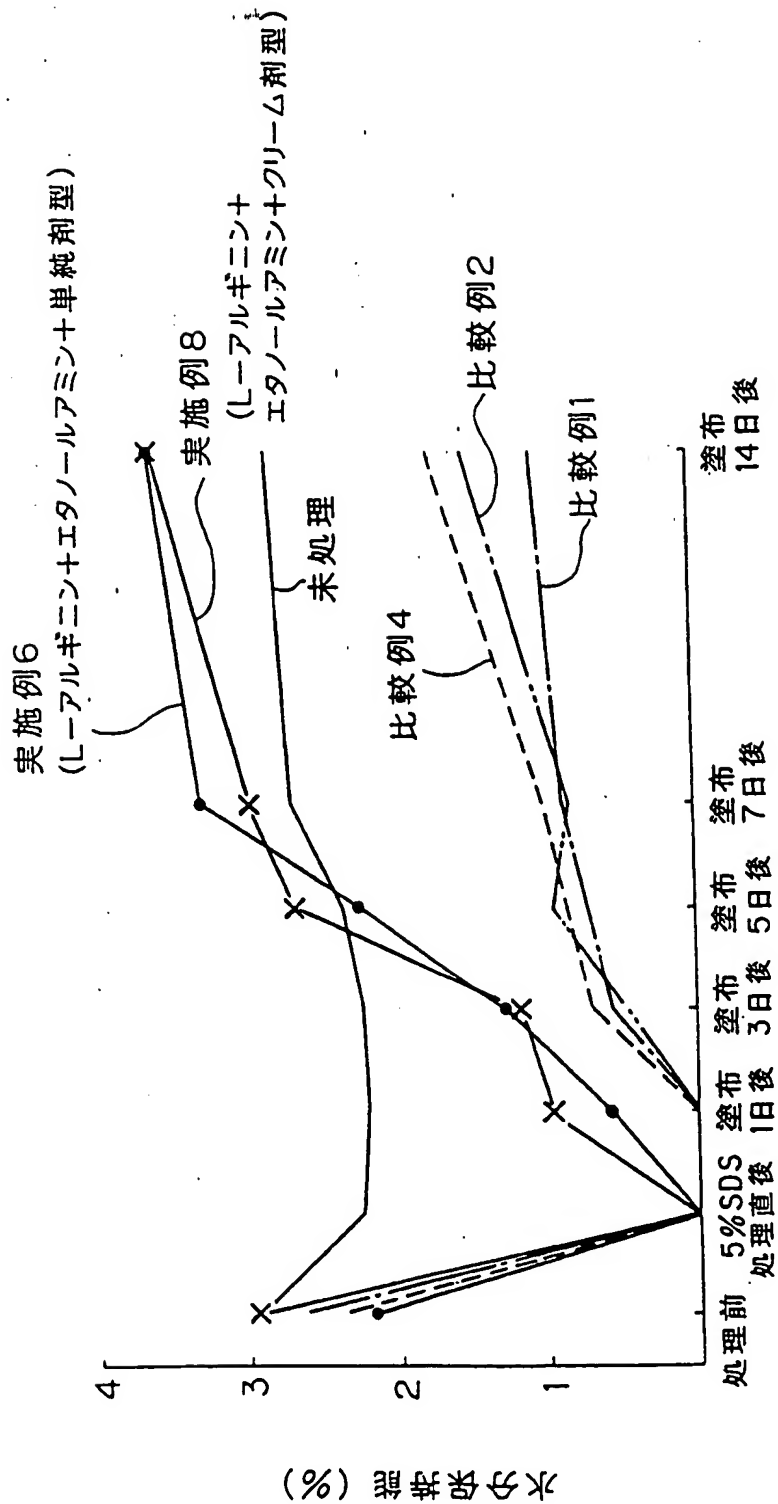 実施例6
(L-アルギニン+エタノールアミン+単純剤型)
実施例8
(L-アルギニン+
エタノールアミン+クリーム剤型)
未処理
比較例4
比較例2
比較例1
水分保持能 (%)
4
3
2
1
処理前
5%SDS
処理直後
塗布
1日後
塗布
3日後
塗布
5日後
塗布
7日後
塗布
14日後